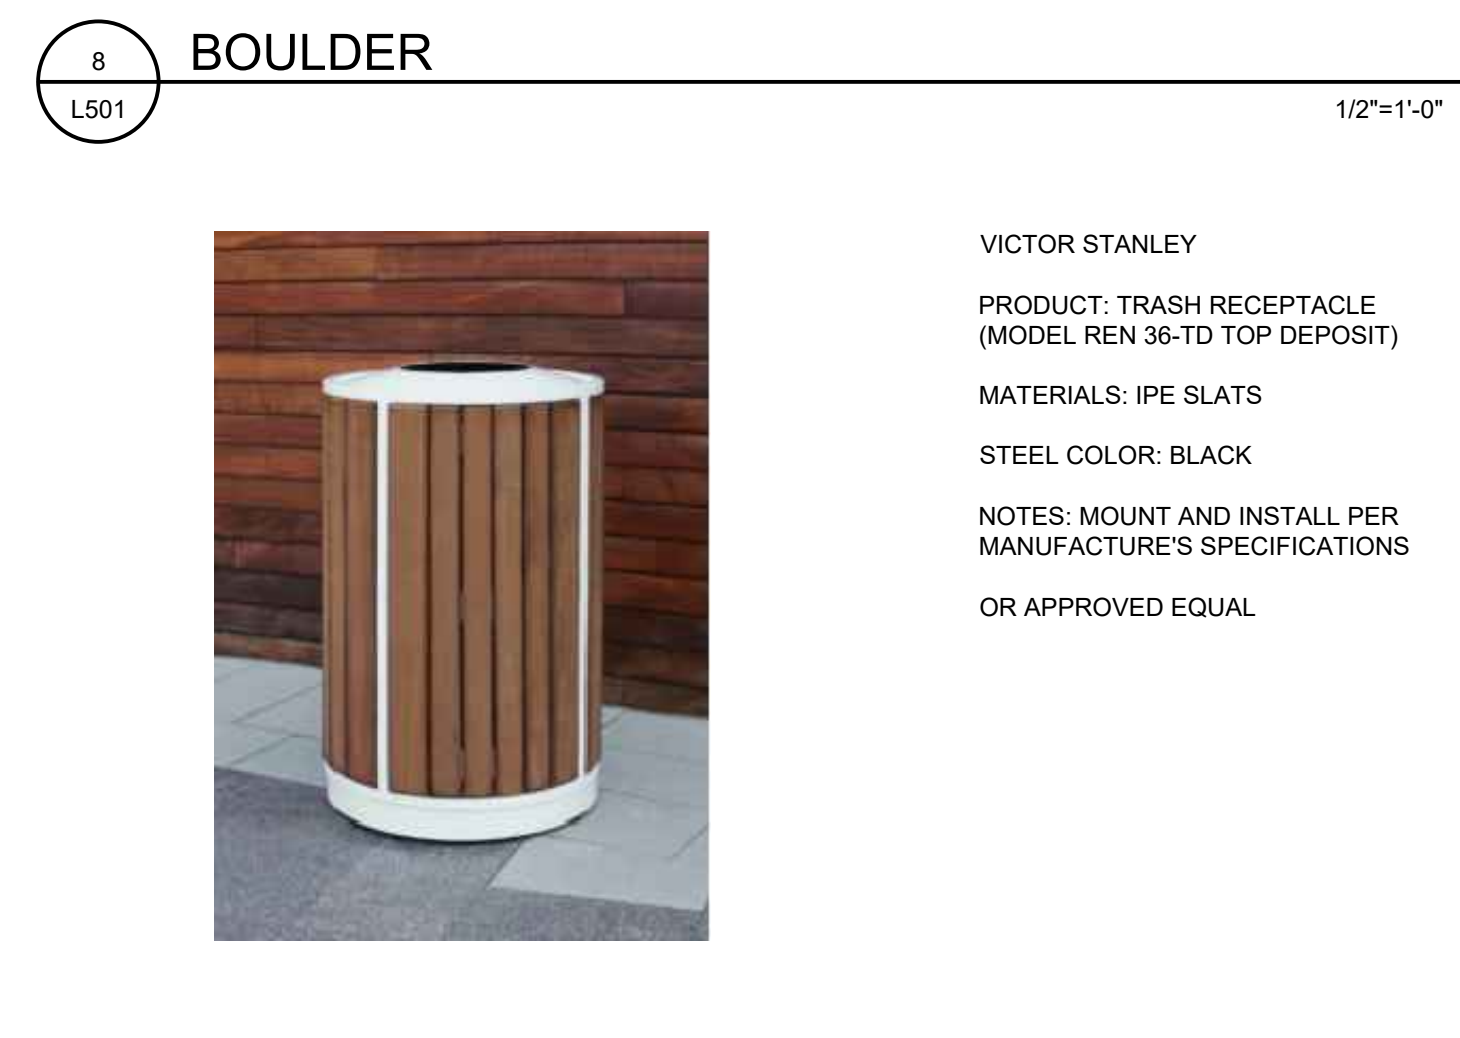 8
BOULDER
L501
1/2"=1'-0"
VICTOR STANLEY
PRODUCT: TRASH RECEPTACLE
(MODEL REN 36-TD TOP DEPOSIT)
MATERIALS: IPE SLATS
STEEL COLOR: BLACK
NOTES: MOUNT AND INSTALL PER
MANUFACTURE'S SPECIFICATIONS
OR APPROVED EQUAL